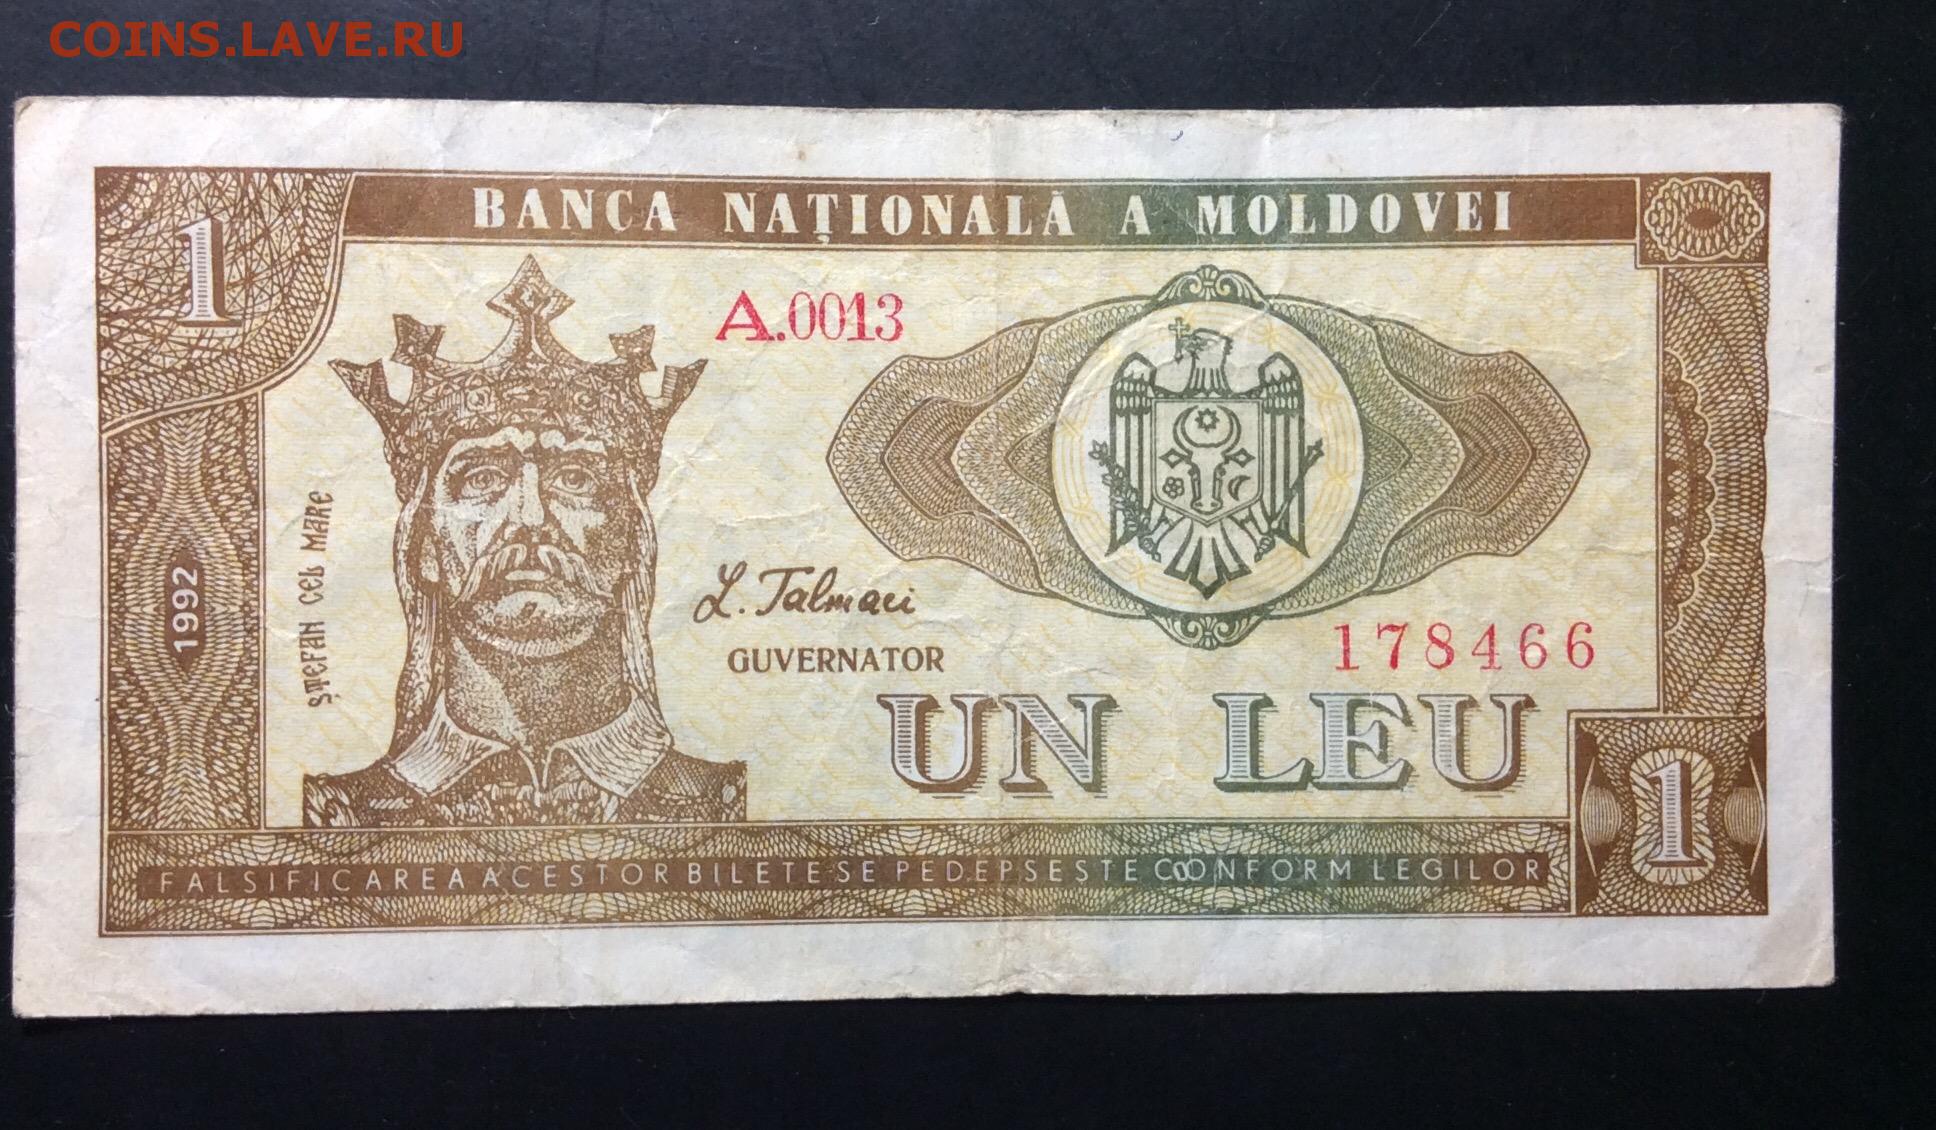 COINS.LAVE.RU
1
BANCA NAȚIONALĂ A MOLDOVEI
A.0013
ȘTEFAN CEL MARE
1992
L. Talmaci
GUVERNATOR
178466
UN LEU
1
FALSIFICAREA ACESTOR BILETE SE PEDEPSESTE CONFORM LEGILOR